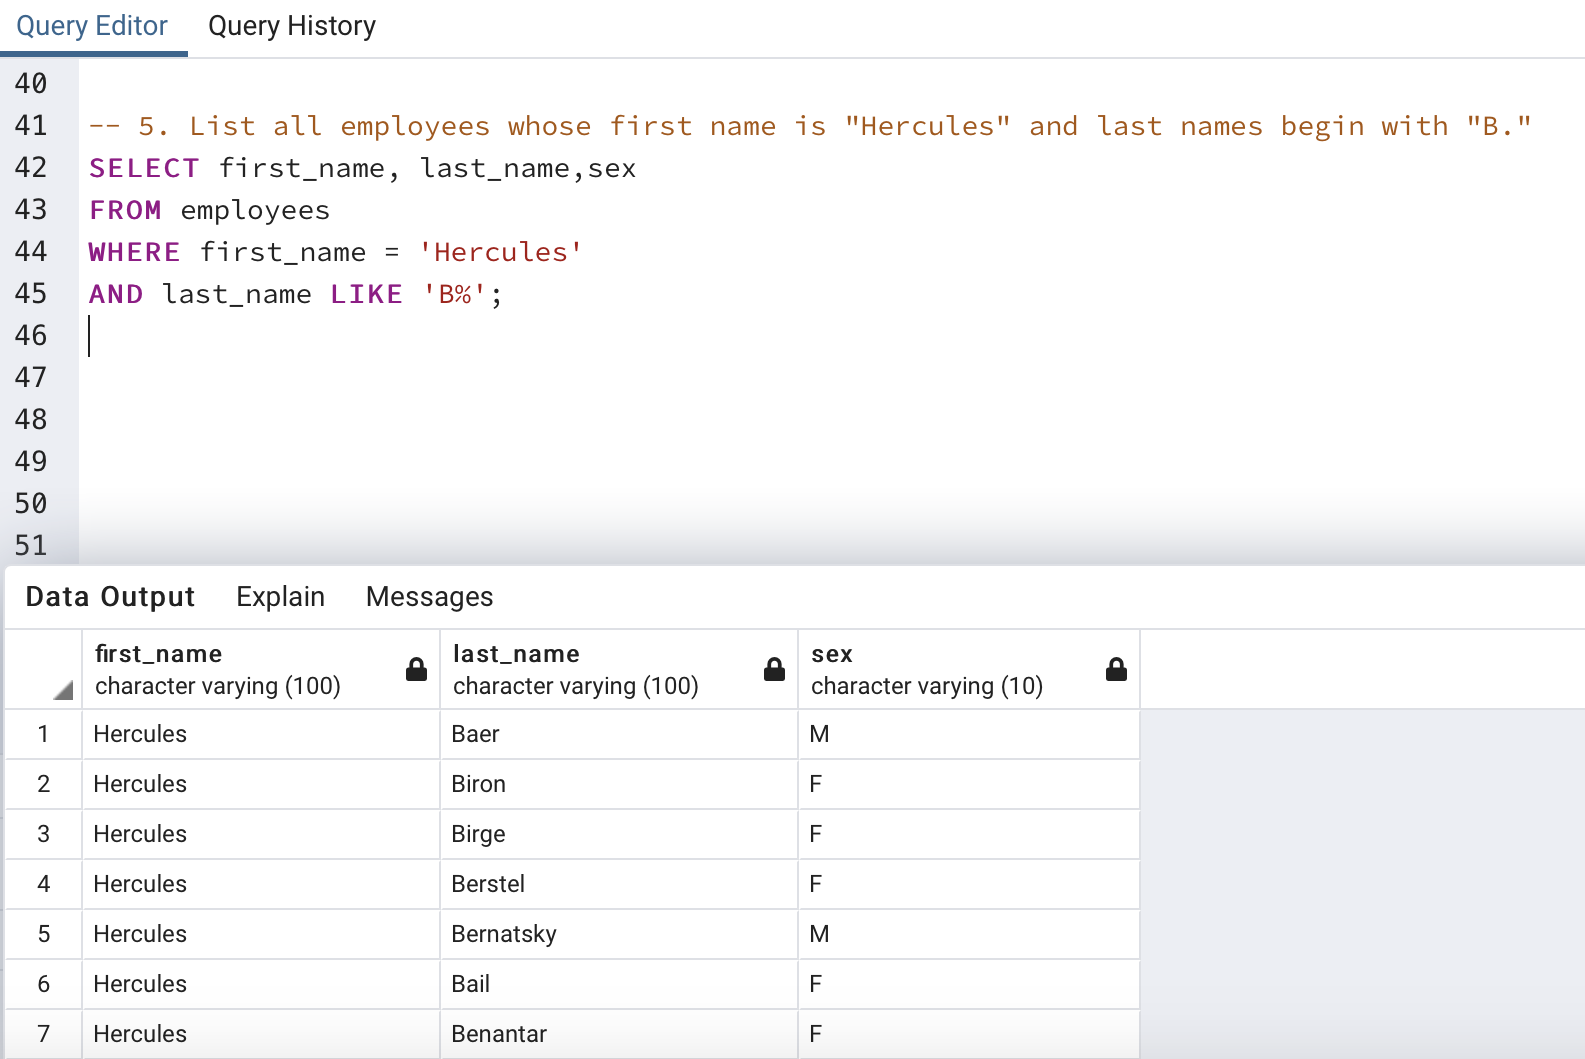 Query Editor Query History
40
41 -- 5. List all employees whose first name is "Hercules" and last names begin with "B."
42 SELECT first_name, last_name,sex
43 FROM employees
44 WHERE first_name = 'Hercules'
45 AND last_name LIKE 'B%';
46
47
48
49
50
51
Data Output Explain Messages
first_name last_name sex
character varying (100) character varying (100) character varying (10)
1 Hercules Baer M
2 Hercules Biron F
3 Hercules Birge F
4 Hercules Berstel F
5 Hercules Bernatsky M
6 Hercules Bail F
7 Hercules Benantar F